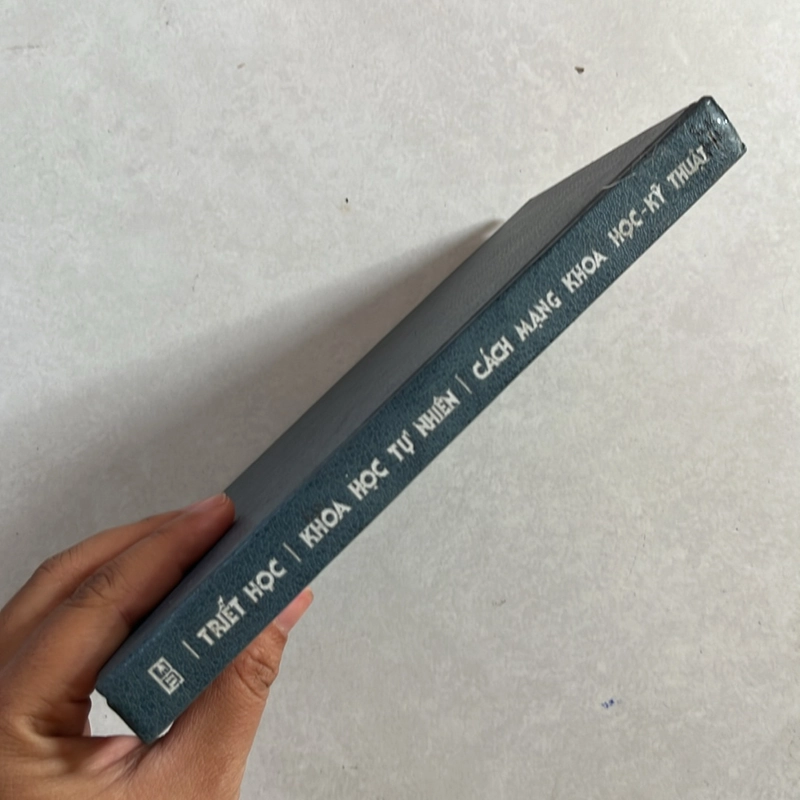 | TRIẾT HỌC | KHOA HỌC TỰ NHIÊN | CÁCH MẠNG KHOA HỌC-KỸ THUẬT